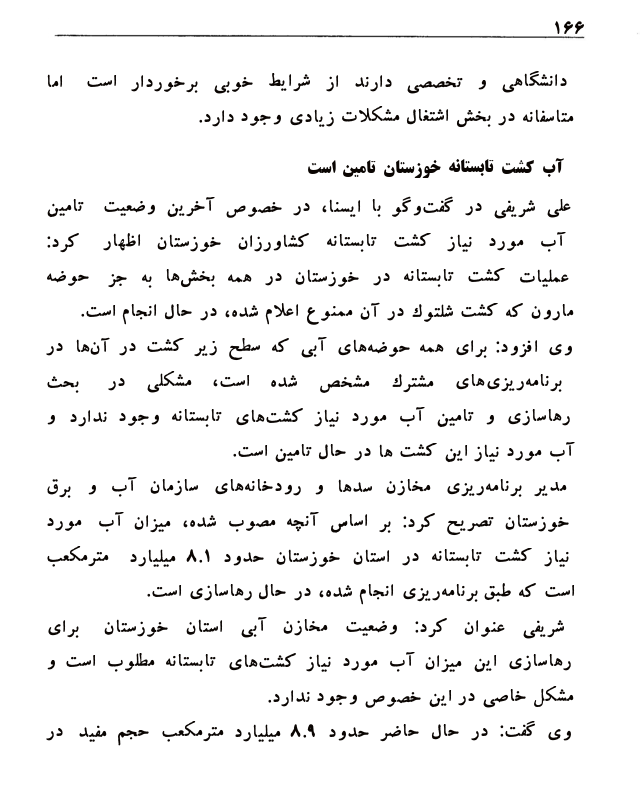 ۱۶۶
دانشگاهی و تخصصی دارند از شرایط خوبی برخوردار است اما
متاسفانه در بخش اشتغال مشکلات زیادی وجود دارد.
آب کشت تابستانه خوزستان تامین است
علی شریفی در گفت‌وگو با ایسنا، در خصوص آخرین وضعیت تامین
آب مورد نیاز کشت تابستانه کشاورزان خوزستان اظهار کرد:
عملیات کشت تابستانه در خوزستان در همه بخش‌ها به جز حوضه
مارون که کشت شلتوك در آن ممنوع اعلام شده، در حال انجام است.
وی افزود: برای همه حوضه‌های آبی که سطح زیر کشت در آن‌ها در
برنامه‌ریزی‌های مشترك مشخص شده است، مشکلی در بحث
رهاسازی و تامین آب مورد نیاز کشت‌های تابستانه وجود ندارد و
آب مورد نیاز این کشت ها در حال تامین است.
مدیر برنامه‌ریزی مخازن سدها و رودخانه‌های سازمان آب و برق
خوزستان تصریح کرد: بر اساس آنچه مصوب شده، میزان آب مورد
نیاز کشت تابستانه در استان خوزستان حدود ۸.۱ میلیارد مترمکعب
است که طبق برنامه‌ریزی انجام شده، در حال رهاسازی است.
شریفی عنوان کرد: وضعیت مخازن آبی استان خوزستان برای
رهاسازی این میزان آب مورد نیاز کشت‌های تابستانه مطلوب است و
مشکل خاصی در این خصوص وجود ندارد.
وی گفت: در حال حاضر حدود ۸.۹ میلیارد مترمکعب حجم مفید در